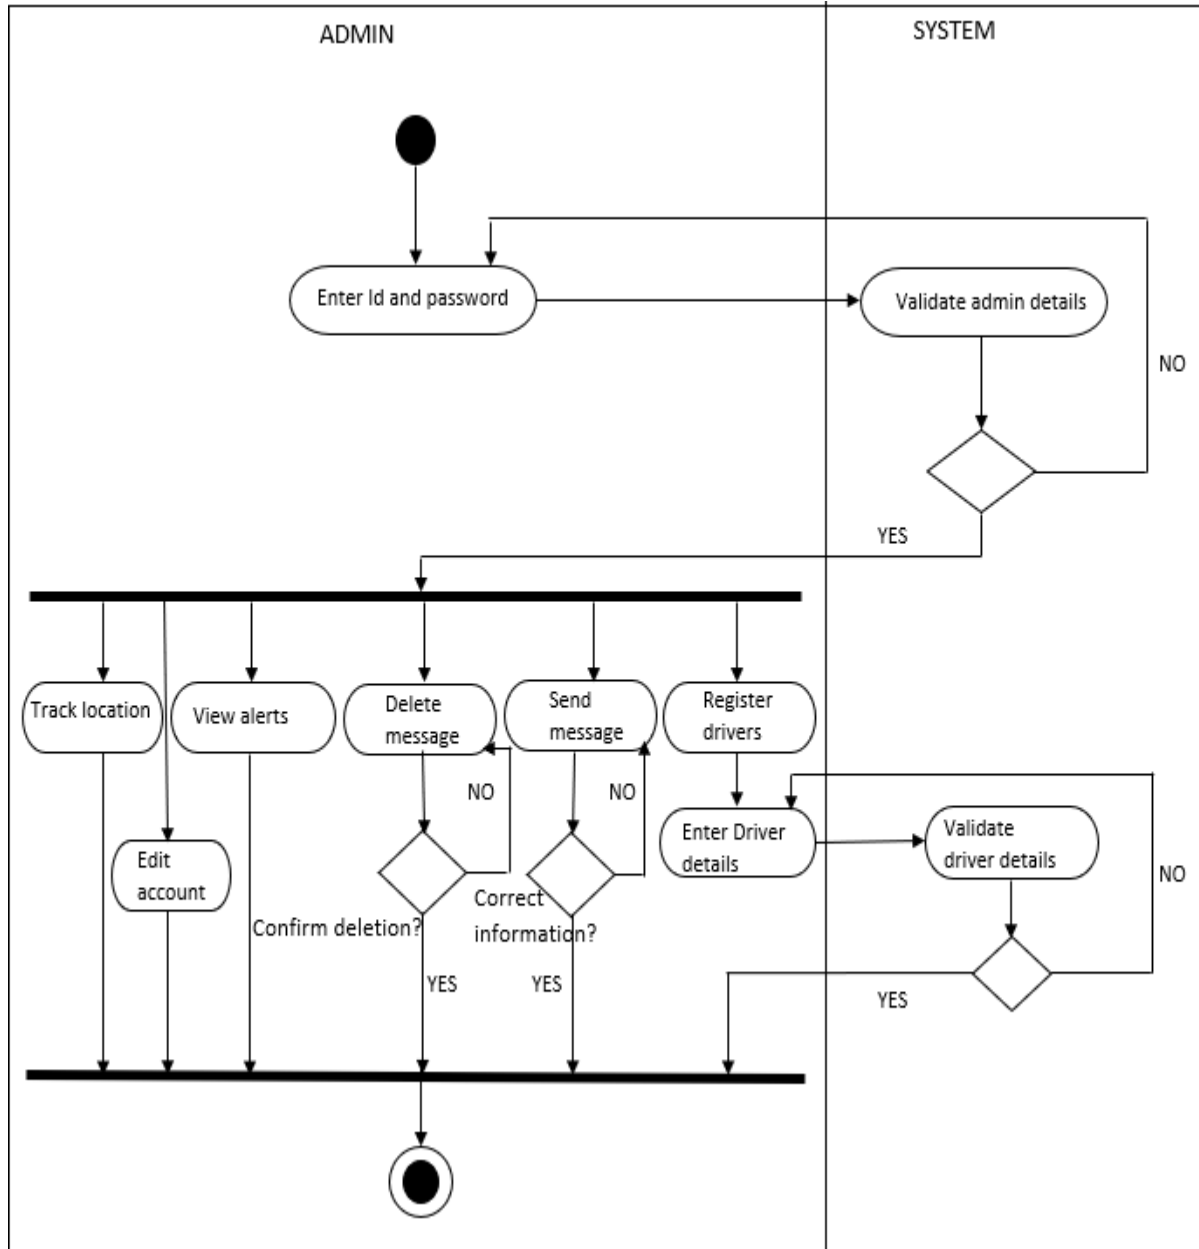 ADMIN
SYSTEM
Enter Id and password
Validate admin details
NO
YES
Track location
View alerts
Delete
message
Send
message
Register
drivers
NO
NO
Edit
account
Enter Driver
details
Validate
driver details
NO
Confirm deletion?
Correct
information?
YES
YES
YES